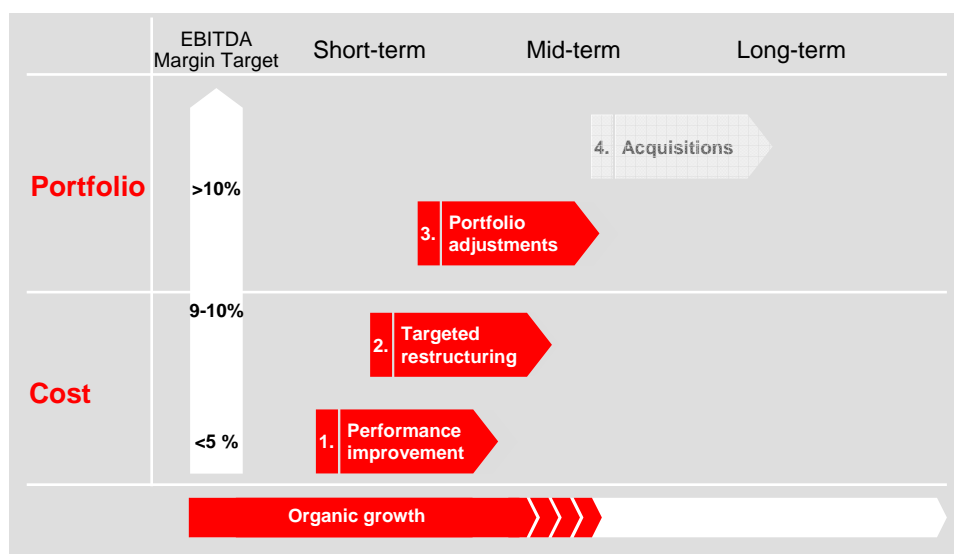 EBITDA
Margin Target
Short-term
Mid-term
Long-term
4. Acquisitions
Portfolio
>10%
3. Portfolio
adjustments
9-10%
2. Targeted
restructuring
Cost
<5 %
1. Performance
improvement
Organic growth